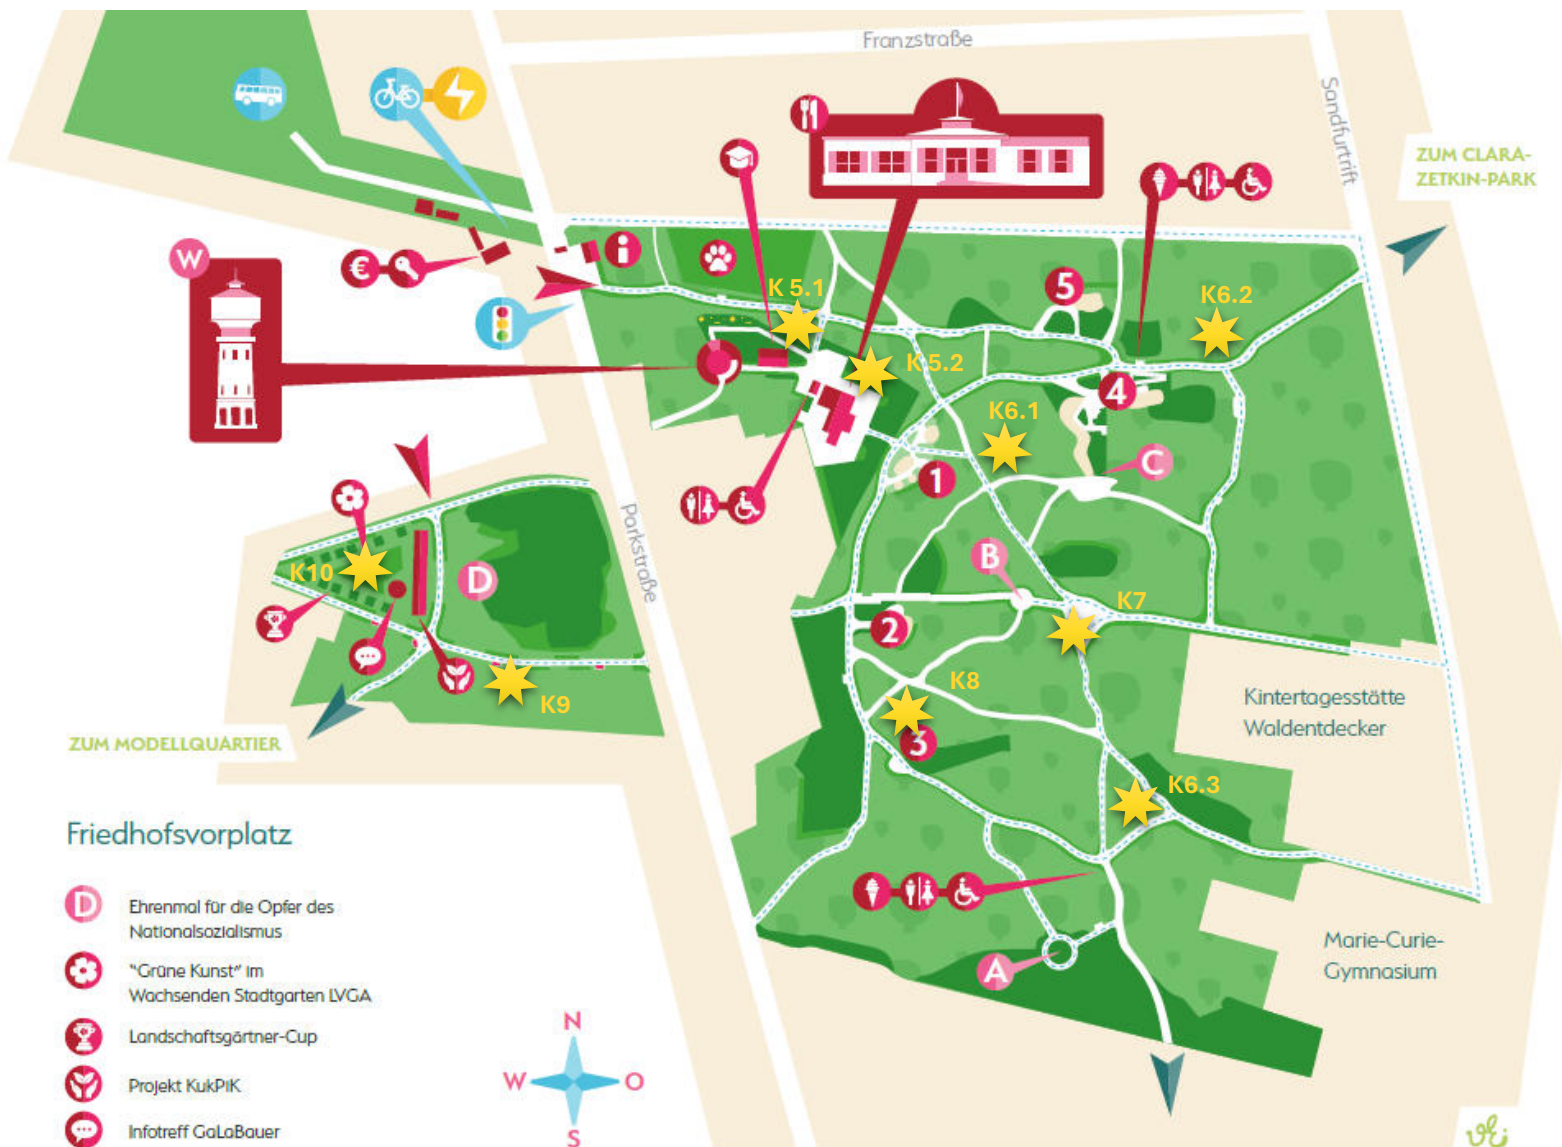 Franzstraße
Sandfurtrift
ZUM CLARA-
ZETKIN-PARK
W
€
i
K 5.1
5
K6.2
K 5.2
4
K6.1
C
1
Parkstraße
B
K10
D
K7
2
K8
K9
3
Kintertagesstätte
Waldentdecker
ZUM MODELLQUARTIER
K6.3
Friedhofsvorplatz
D
Ehrenmal für die Opfer des
Nationalsozialismus
"Grüne Kunst" im
Wachsenden Stadtgarten LVGA
Landschaftsgärtner-Cup
Projekt KukPiK
Infotreff GaLaBauer
A
Marie-Curie-
Gymnasium
N
W
O
S